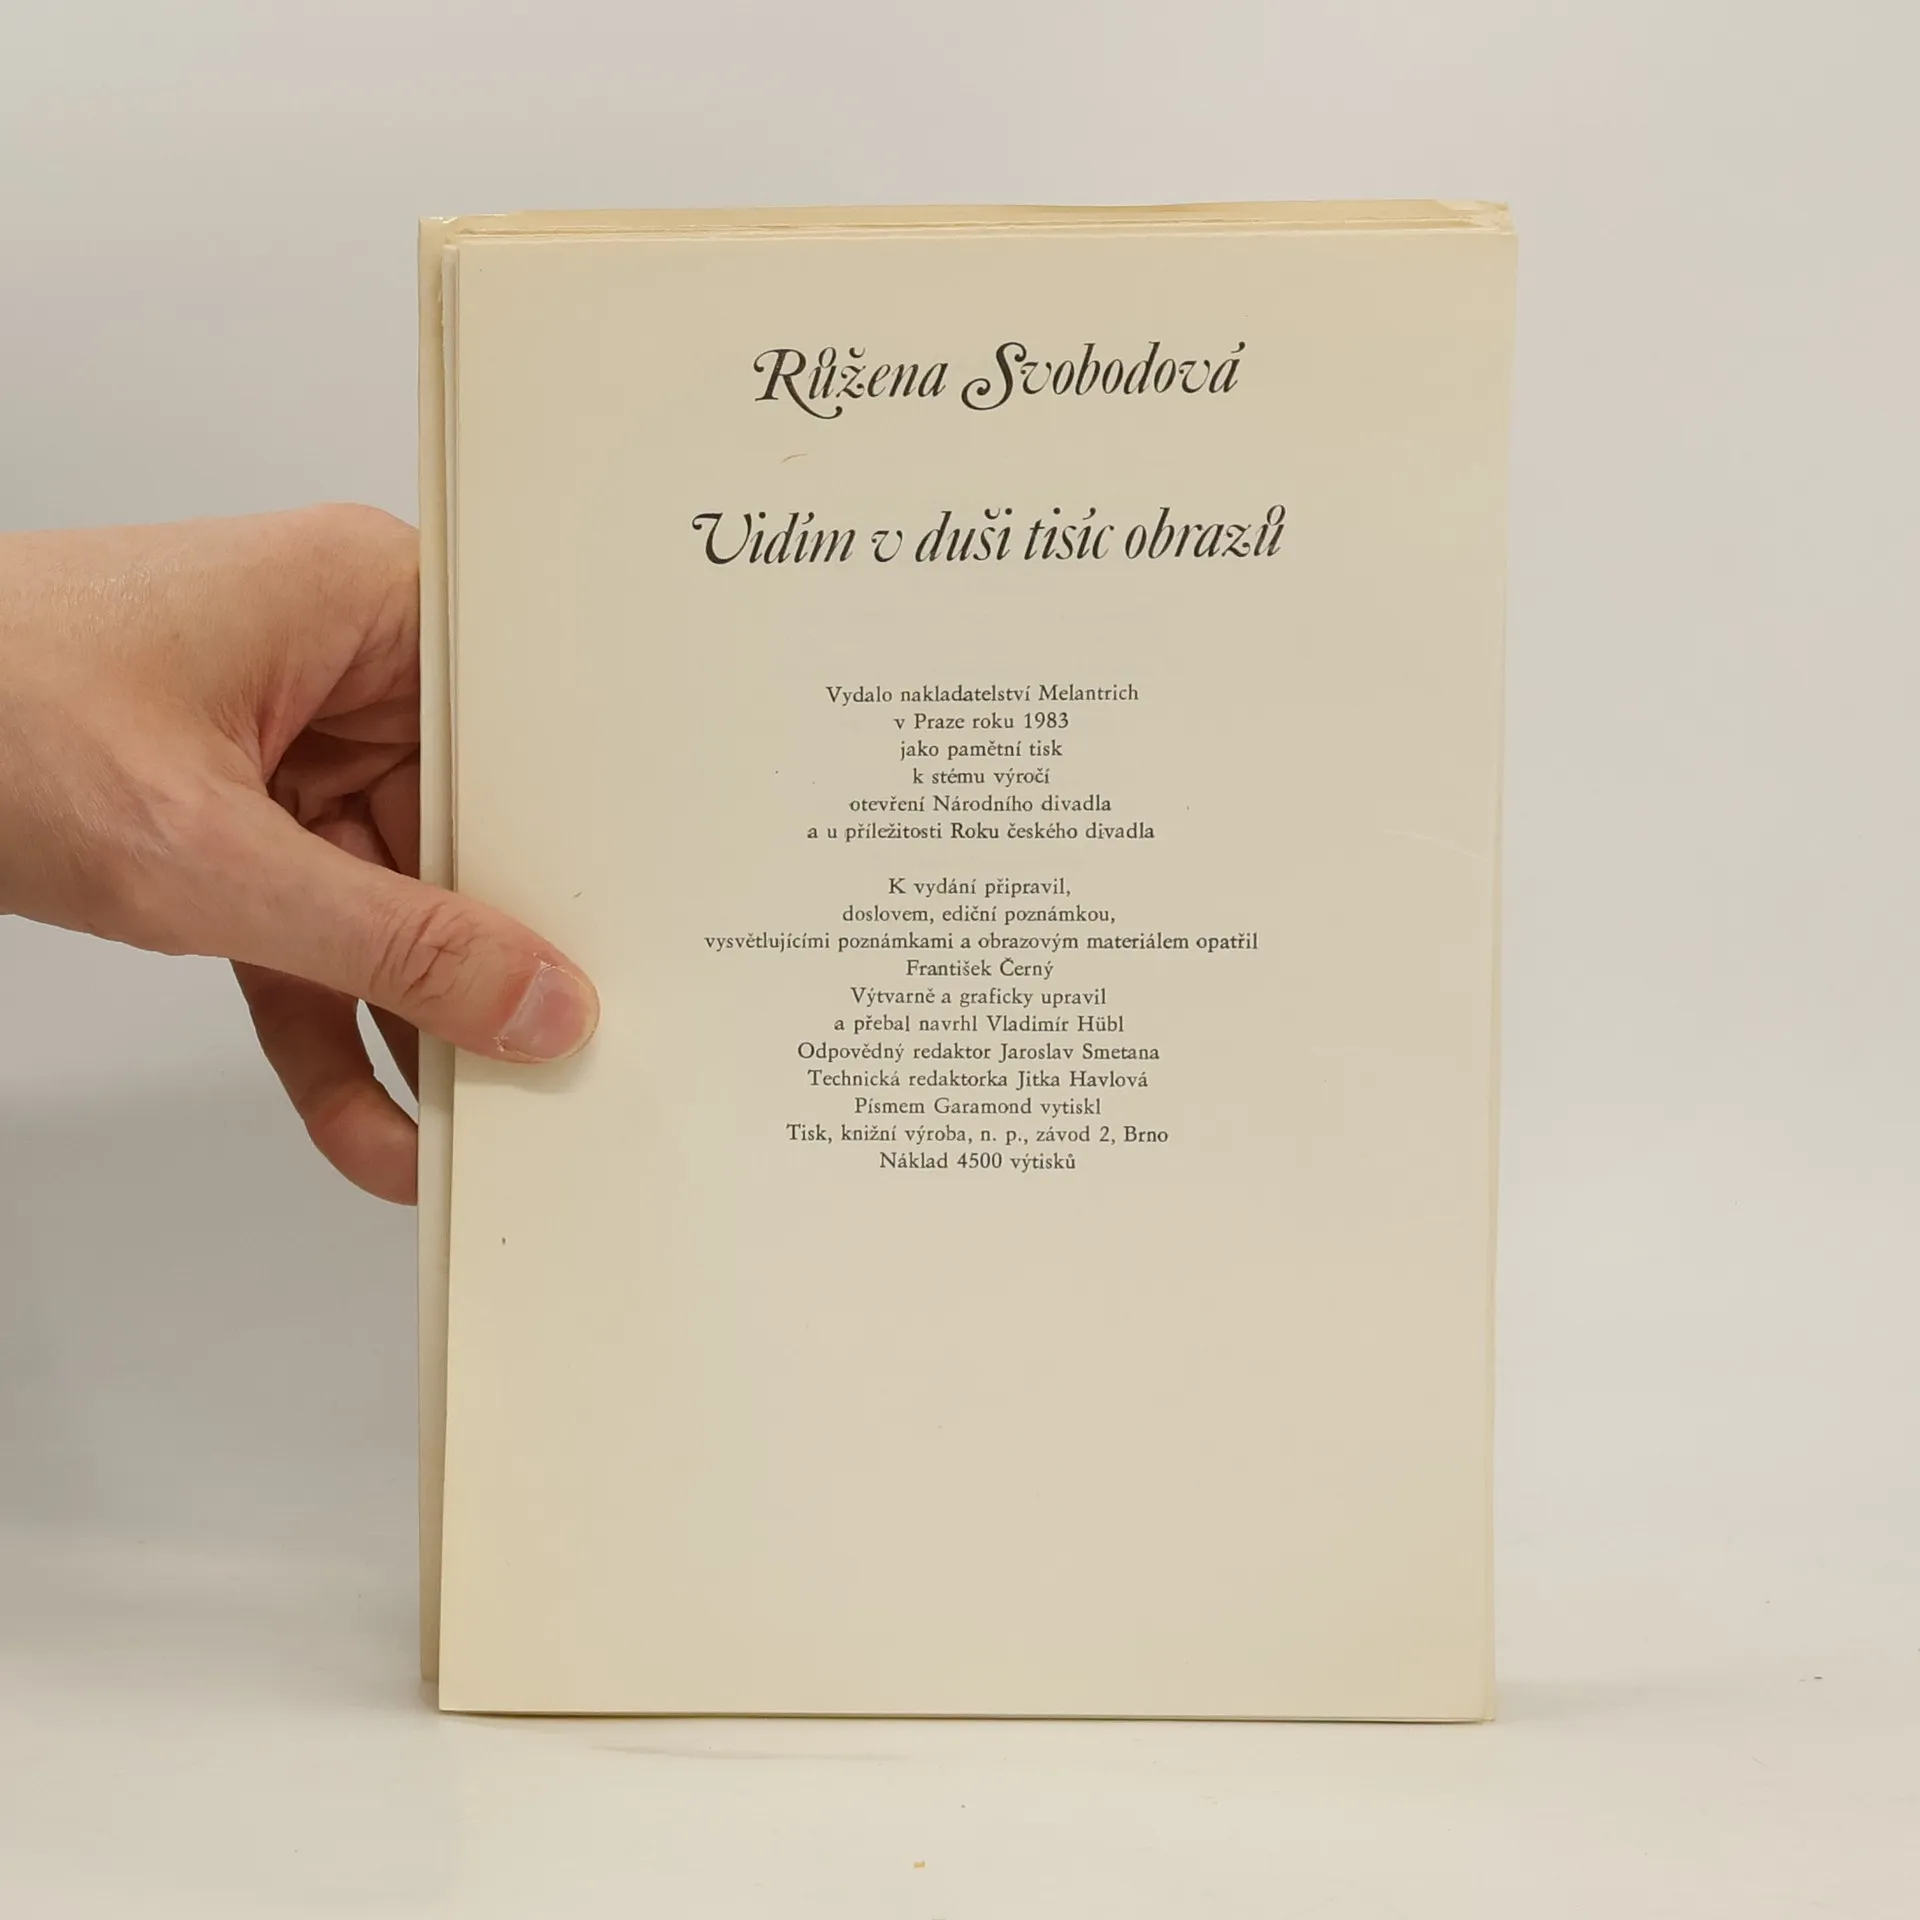 Růžena Svobodová
Vidím v duši tisíc obrazů
Vydalo nakladatelství Melantrich
v Praze roku 1983
jako pamětní tisk
k stému výročí
otevření Národního divadla
a u příležitosti Roku českého divadla
K vydání připravil,
doslovem, ediční poznámkou,
vysvětlujícími poznámkami a obrazovým materiálem opatřil
František Černý
Výtvarně a graficky upravil
a přebal navrhl Vladimír Hübl
Odpovědný redaktor Jaroslav Smetana
Technická redaktorka Jitka Havlová
Písmem Garamond vytiskl
Tisk, knižní výroba, n. p., závod 2, Brno
Náklad 4500 výtisků